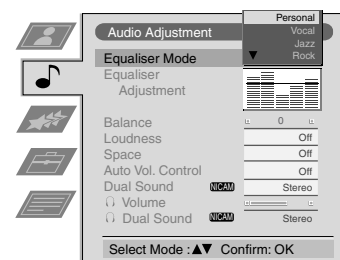 Audio Adjustment
Personal
Vocal
Jazz
▼ Rock
Equaliser Mode
Equaliser
Adjustment
Balance 0
Loudness Off
Space Off
Auto Vol. Control Off
Dual Sound NICAM Stereo
Volume
Dual Sound NICAM Stereo
Select Mode :▲▼ Confirm: OK